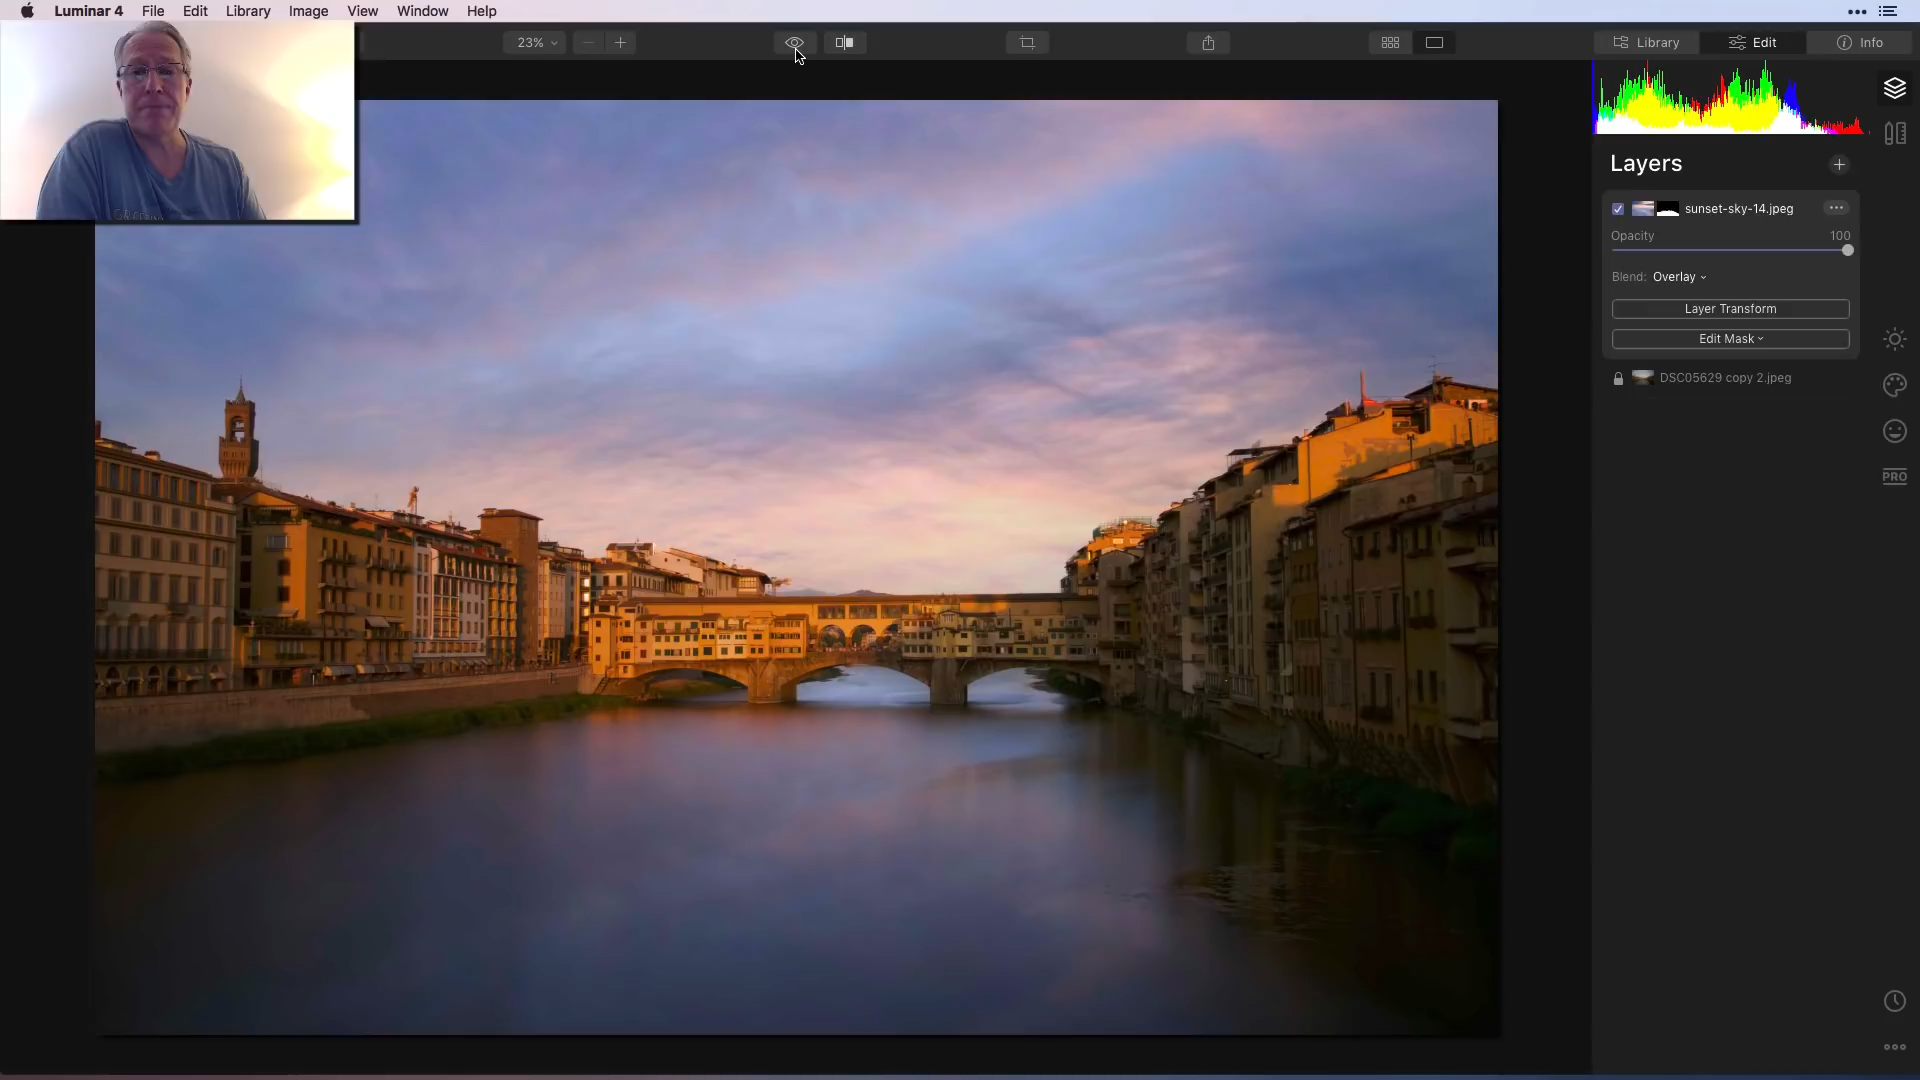 Luminar 4 File Edit Library Image View Window Help
23% Library Edit Info
Layers
sunset-sky-14.jpeg
Opacity 100
Blend: Overlay
Layer Transform
Edit Mask
DSC05629 copy 2.jpeg
PRO